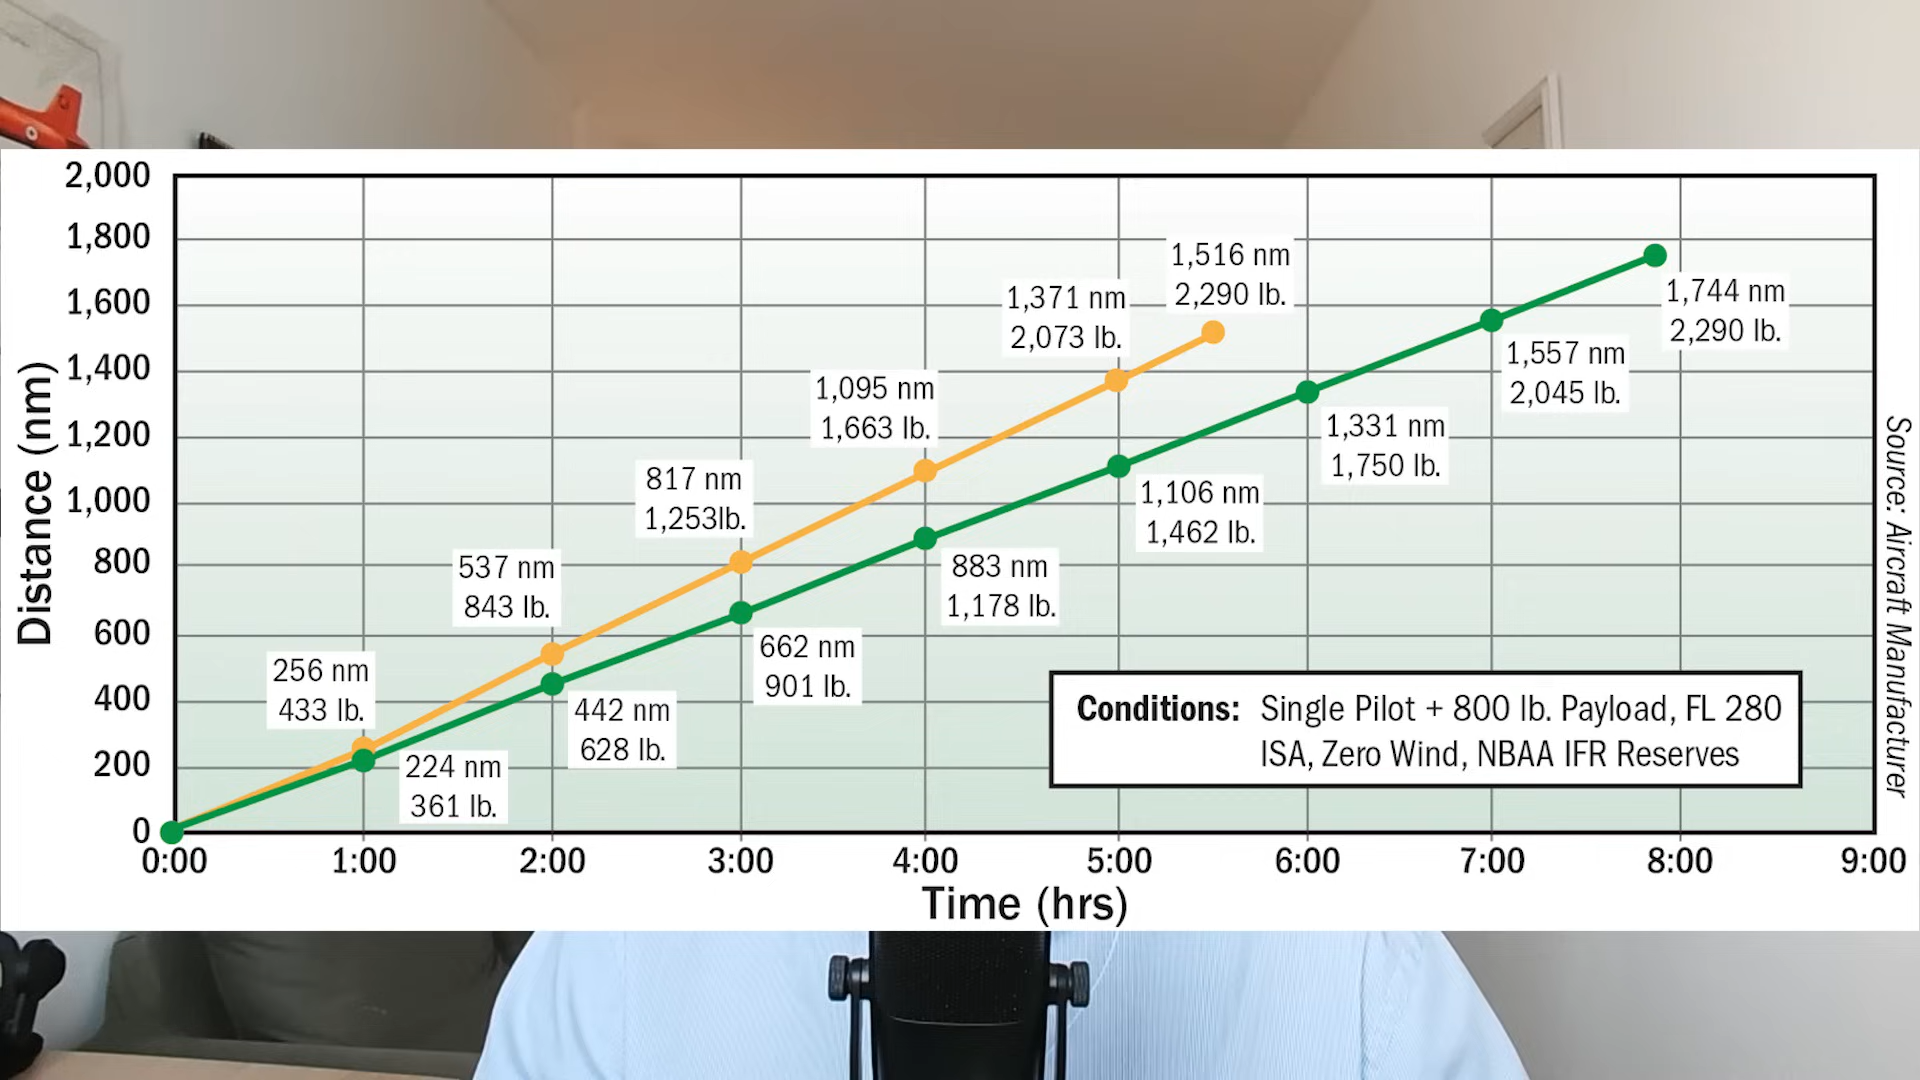 2,000
1,800
1,600
1,400
1,200
1,000
800
600
400
200
0
Distance (nm)
0:00
1:00
2:00
3:00
4:00
5:00
6:00
7:00
8:00
9:00
Time (hrs)
256 nm
433 lb.
537 nm
843 lb.
817 nm
1,253lb.
1,095 nm
1,663 lb.
1,371 nm
2,073 lb.
1,516 nm
2,290 lb.
224 nm
361 lb.
442 nm
628 lb.
662 nm
901 lb.
883 nm
1,178 lb.
1,106 nm
1,462 lb.
1,331 nm
1,750 lb.
1,557 nm
2,045 lb.
1,744 nm
2,290 lb.
Conditions: Single Pilot + 800 lb. Payload, FL 280
ISA, Zero Wind, NBAA IFR Reserves
Source: Aircraft Manufacturer